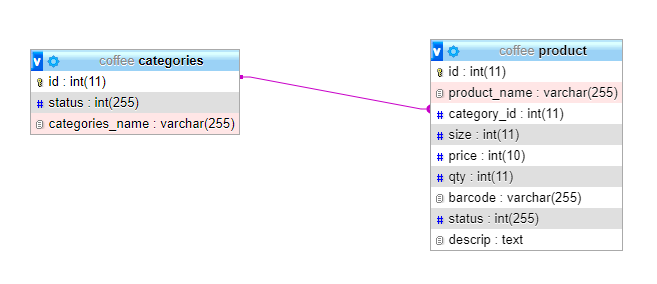 v coffee categories
id : int(11)
# status : int(255)
categories_name : varchar(255)
v coffee product
id : int(11)
product_name : varchar(255)
# category_id : int(11)
# size : int(11)
# price : int(10)
# qty : int(11)
barcode : varchar(255)
# status : int(255)
descrip : text